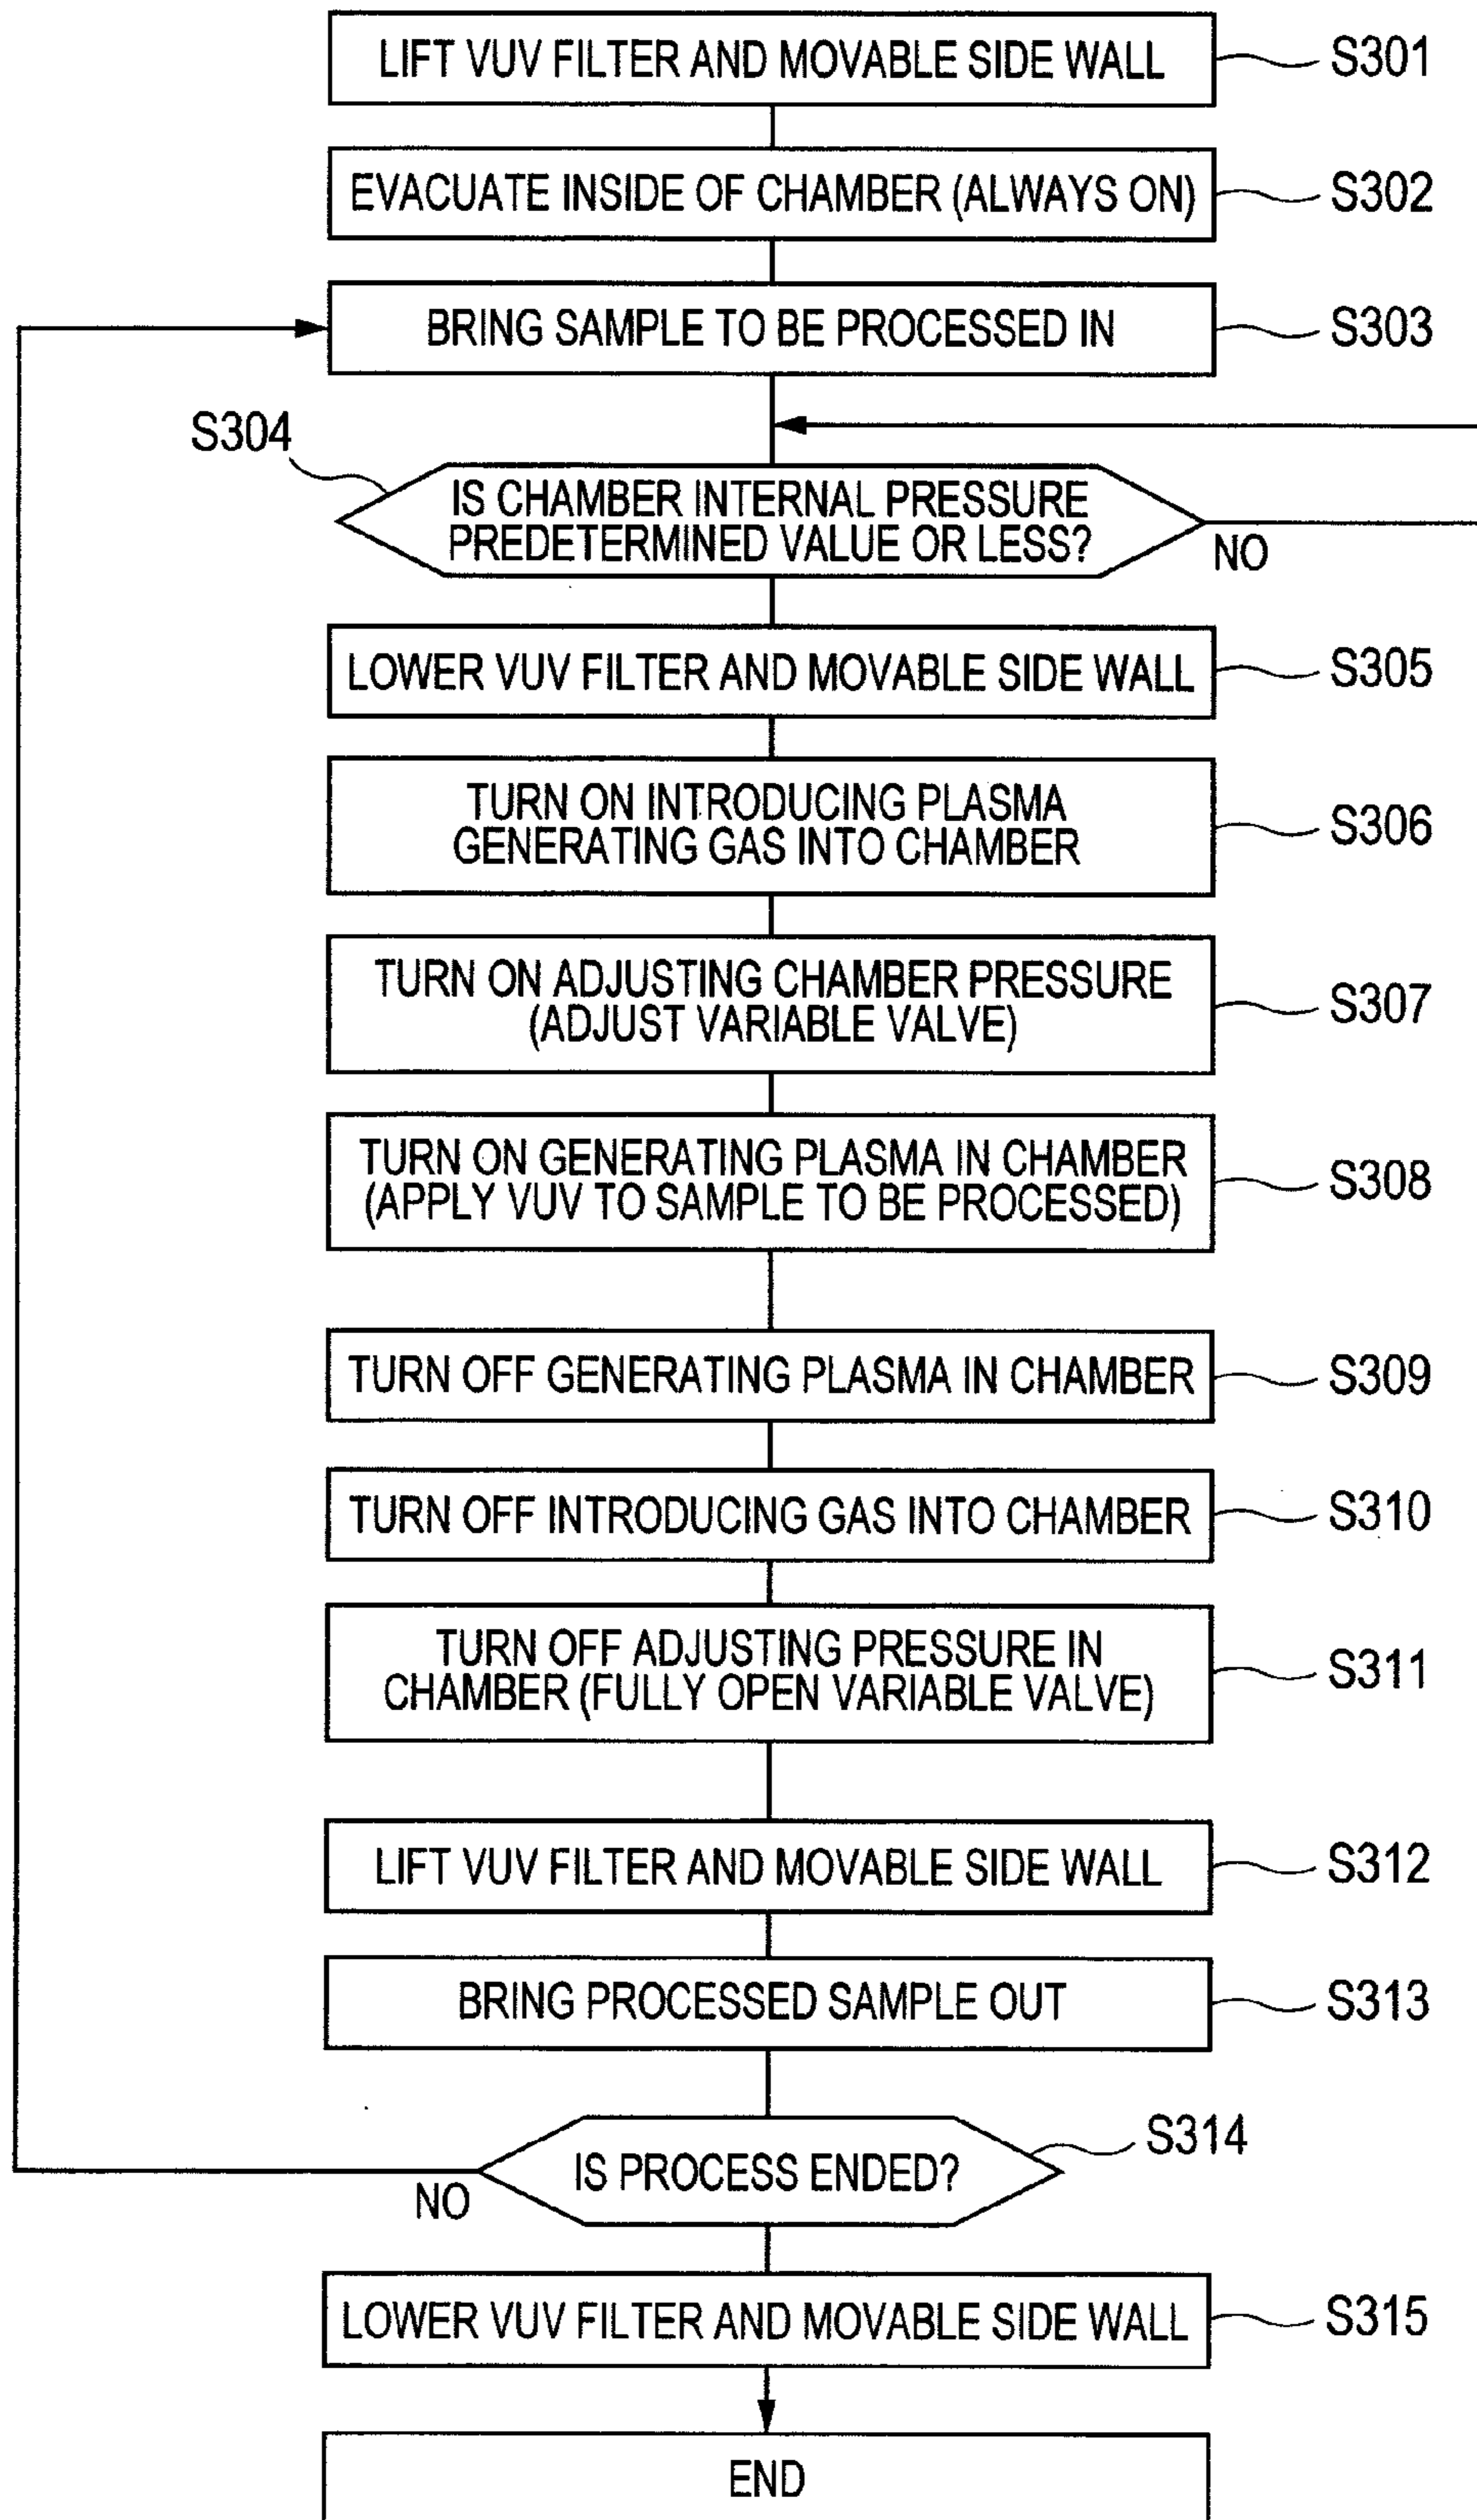 LIFT VUV FILTER AND MOVABLE SIDE WALL
S301
EVACUATE INSIDE OF CHAMBER (ALWAYS ON)
S302
BRING SAMPLE TO BE PROCESSED IN
S303
S304
IS CHAMBER INTERNAL PRESSURE
PREDETERMINED VALUE OR LESS?
NO
LOWER VUV FILTER AND MOVABLE SIDE WALL
S305
TURN ON INTRODUCING PLASMA
GENERATING GAS INTO CHAMBER
S306
TURN ON ADJUSTING CHAMBER PRESSURE
(ADJUST VARIABLE VALVE)
S307
TURN ON GENERATING PLASMA IN CHAMBER
(APPLY VUV TO SAMPLE TO BE PROCESSED)
S308
TURN OFF GENERATING PLASMA IN CHAMBER
S309
TURN OFF INTRODUCING GAS INTO CHAMBER
S310
TURN OFF ADJUSTING PRESSURE IN
CHAMBER (FULLY OPEN VARIABLE VALVE)
S311
LIFT VUV FILTER AND MOVABLE SIDE WALL
S312
BRING PROCESSED SAMPLE OUT
S313
S314
IS PROCESS ENDED?
NO
LOWER VUV FILTER AND MOVABLE SIDE WALL
S315
END